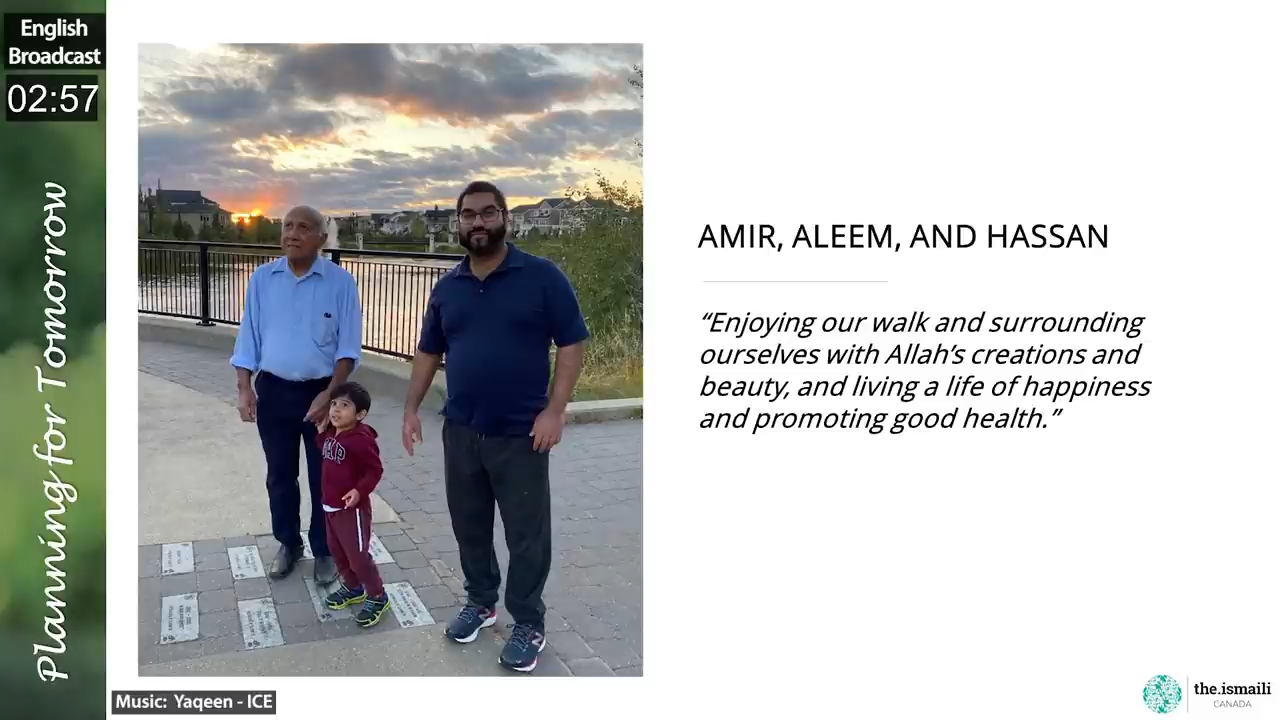 English
Broadcast
02:57
Planning for Tomorrow
AMIR, ALEEM, AND HASSAN
“Enjoying our walk and surrounding
ourselves with Allah’s creations and
beauty, and living a life of happiness
and promoting good health.”
GAP
Music: Yaqeen - ICE
the.ismaili
CANADA